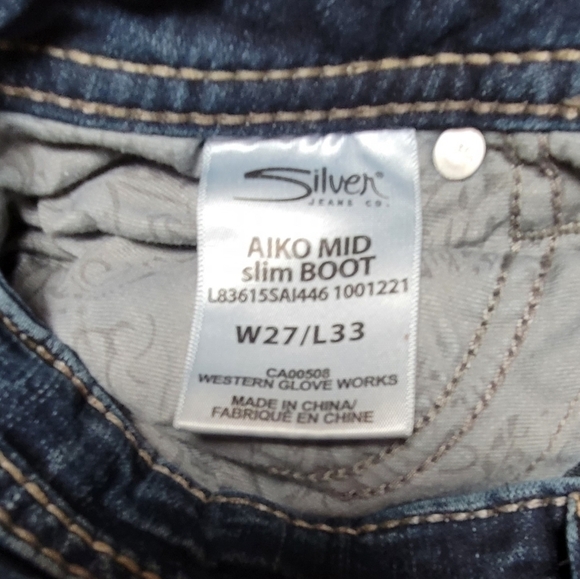 Silver
JEANS CO.
AIKO MID
slim BOOT
L83615SAI446 1001221
W27/L33
CA00508
WESTERN GLOVE WORKS
MADE IN CHINA/
FABRIQUÉ EN CHINE